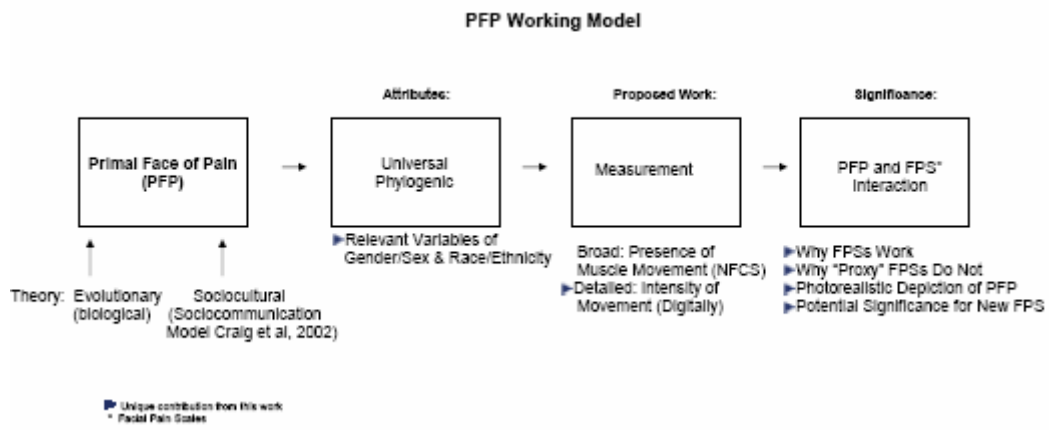 PFP Working Model
Attributes:
Proposed Work:
Significance:
Primal Face of Pain
(PFP)
Universal
Phylogenic
Measurement
PFP and FPS*
Interaction
Theory: Evolutionary
(biological)
Sociocultural
(Sociocommunication
Model Craig et al, 2002)
Relevant Variables of
Gender/Sex & Race/Ethnicity
Broad: Presence of
Muscle Movement (NFCS)
Detailed: Intensity of
Movement (Digitally)
Why FPSs Work
Why "Proxy" FPSs Do Not
Photorealistic Depiction of PFP
Potential Significance for New FPS
Unique contribution from this work
* Facial Pain Scales